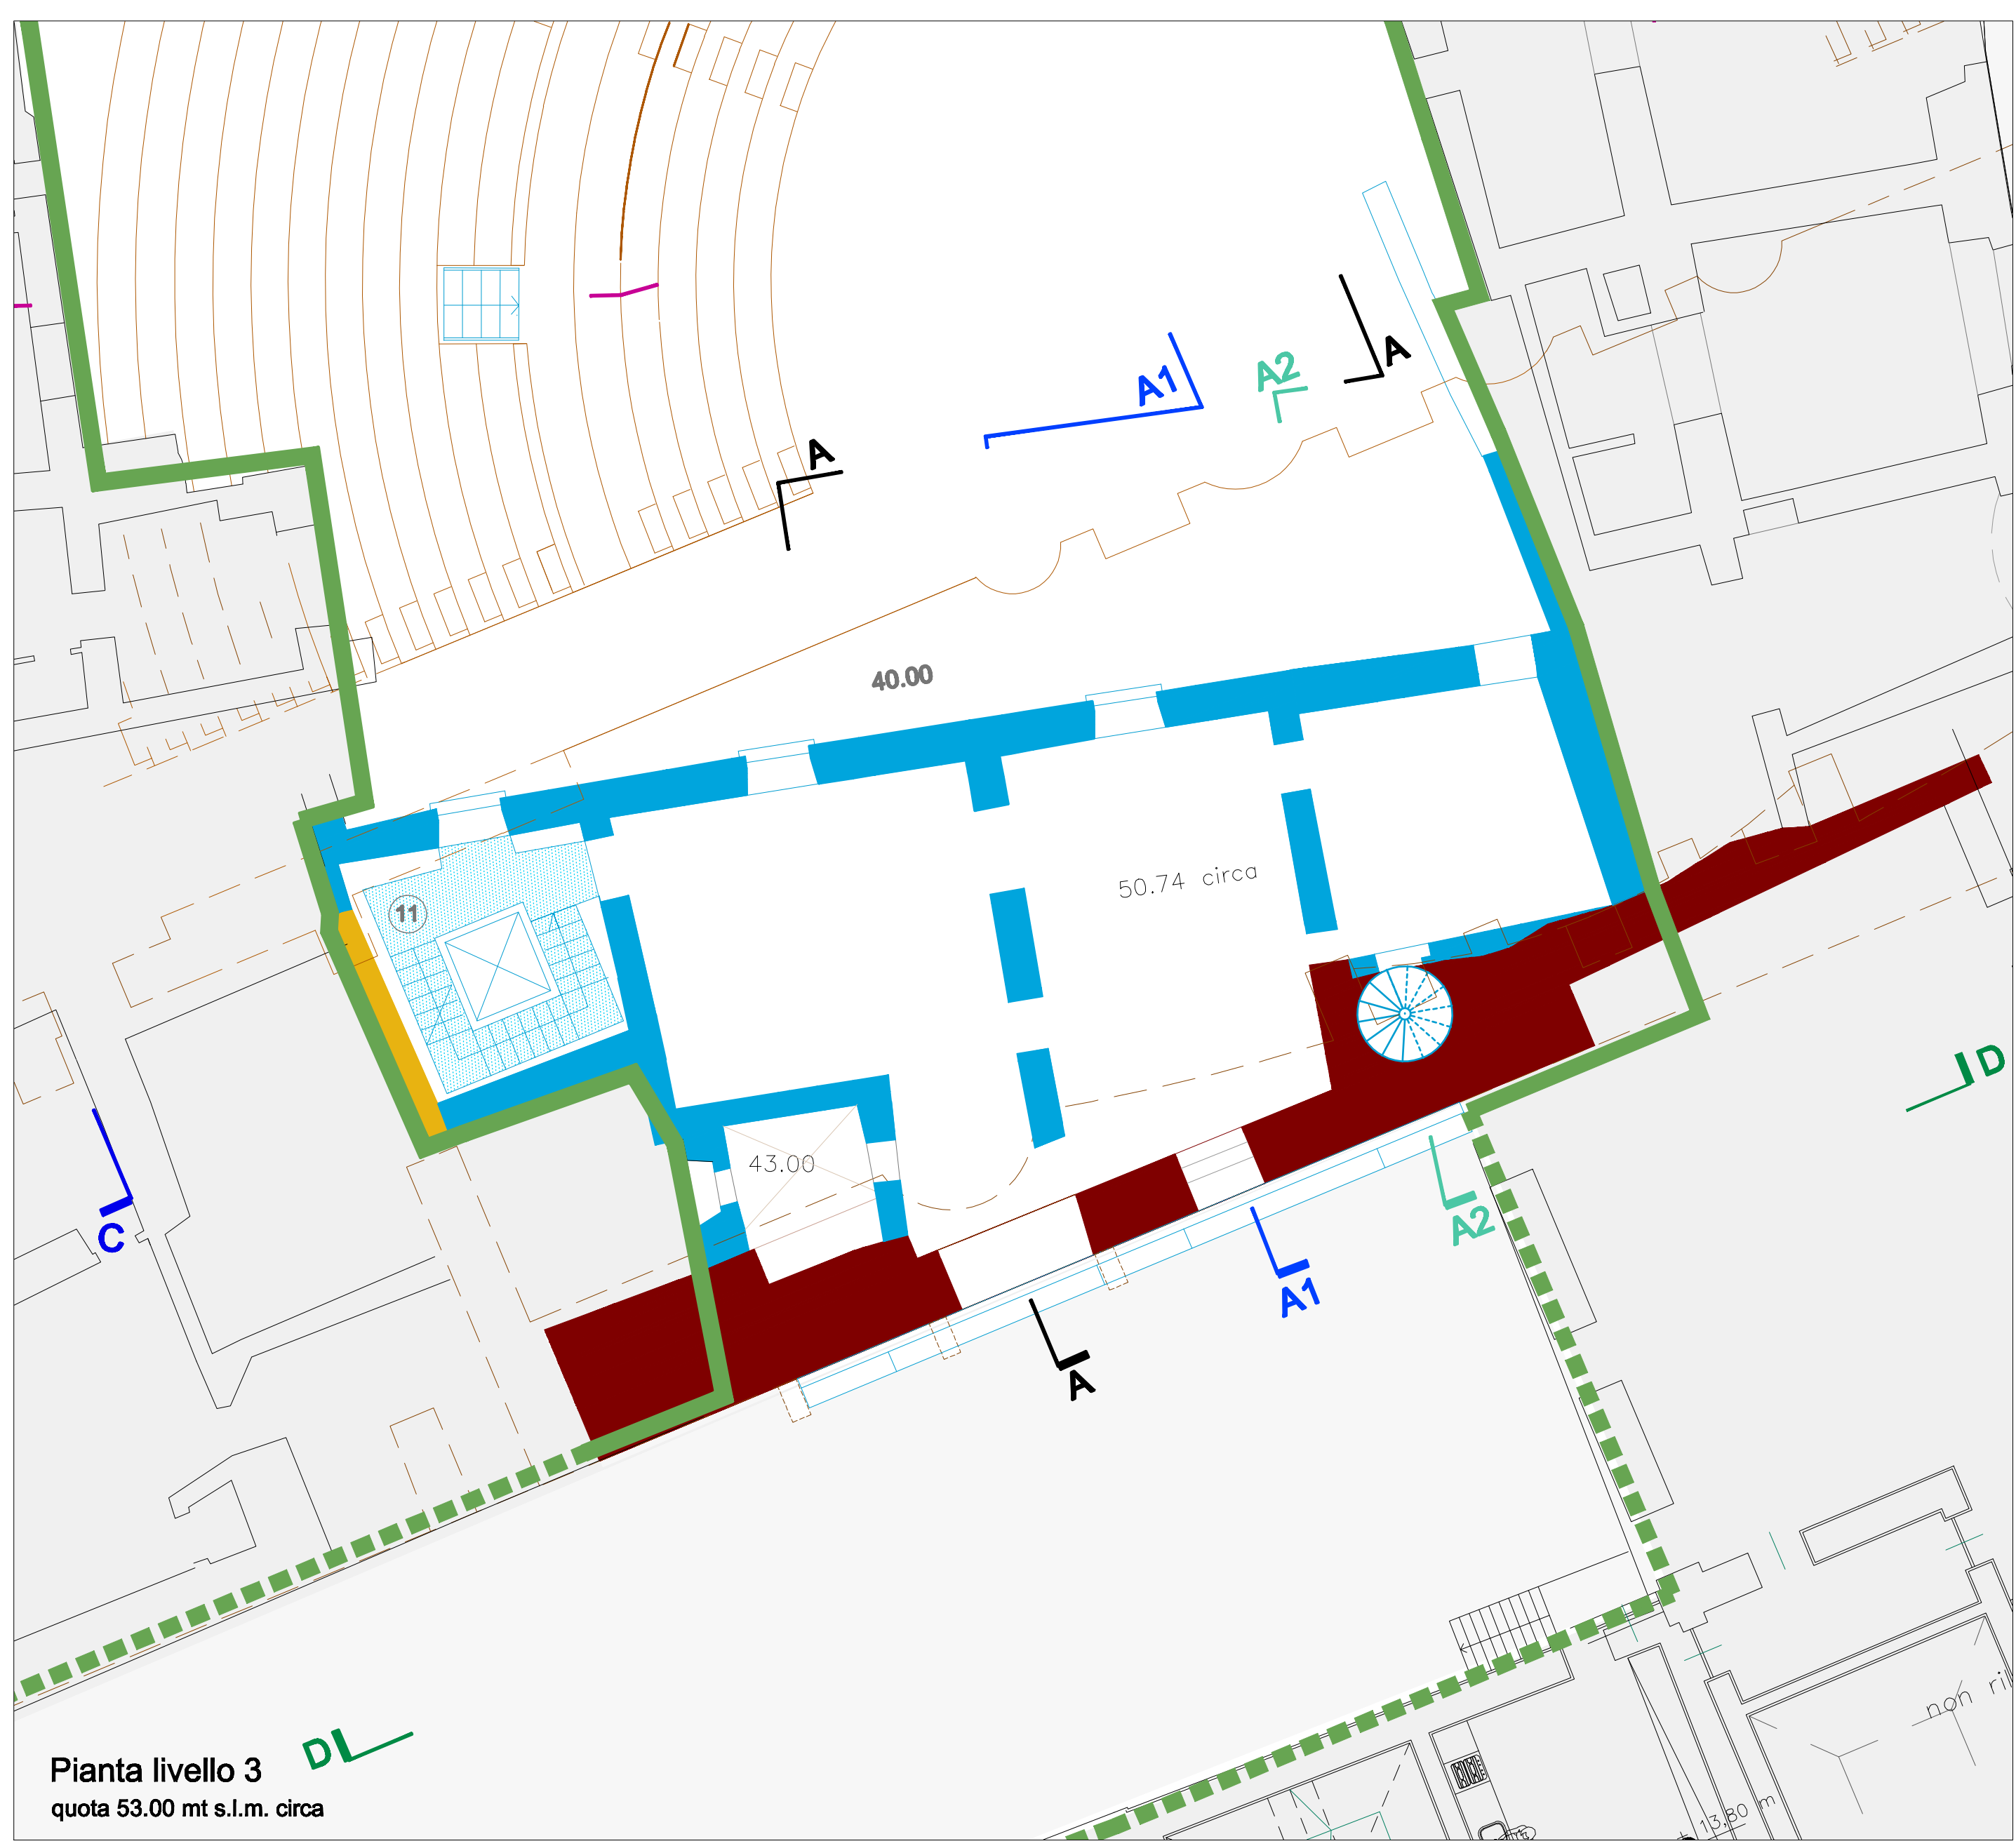 A1
A2
A
A
40.00
50.74 circa
11
D
43.00
C
A2
A1
A
non
13,80 m
D
Pianta livello 3
quota 53.00 mt s.l.m. circa